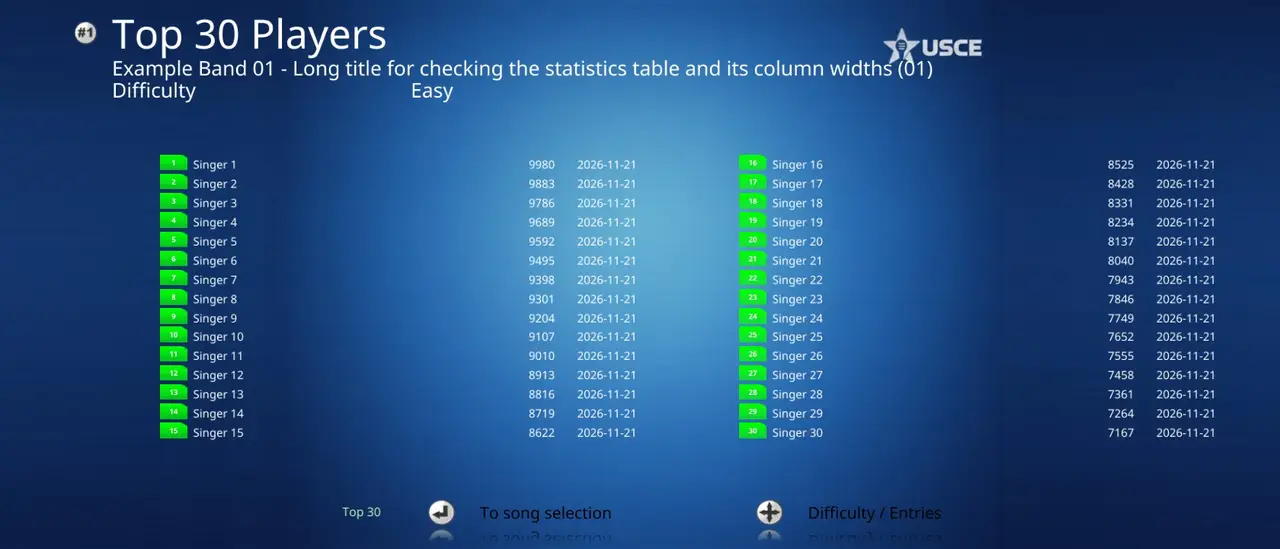 #1 Top 30 Players
USCE
Example Band 01 - Long title for checking the statistics table and its column widths (01)
Difficulty Easy
1 Singer 1 9980 2026-11-21 16 Singer 16 8525 2026-11-21
2 Singer 2 9883 2026-11-21 17 Singer 17 8428 2026-11-21
3 Singer 3 9786 2026-11-21 18 Singer 18 8331 2026-11-21
4 Singer 4 9689 2026-11-21 19 Singer 19 8234 2026-11-21
5 Singer 5 9592 2026-11-21 20 Singer 20 8137 2026-11-21
6 Singer 6 9495 2026-11-21 21 Singer 21 8040 2026-11-21
7 Singer 7 9398 2026-11-21 22 Singer 22 7943 2026-11-21
8 Singer 8 9301 2026-11-21 23 Singer 23 7846 2026-11-21
9 Singer 9 9204 2026-11-21 24 Singer 24 7749 2026-11-21
10 Singer 10 9107 2026-11-21 25 Singer 25 7652 2026-11-21
11 Singer 11 9010 2026-11-21 26 Singer 26 7555 2026-11-21
12 Singer 12 8913 2026-11-21 27 Singer 27 7458 2026-11-21
13 Singer 13 8816 2026-11-21 28 Singer 28 7361 2026-11-21
14 Singer 14 8719 2026-11-21 29 Singer 29 7264 2026-11-21
15 Singer 15 8622 2026-11-21 30 Singer 30 7167 2026-11-21
Top 30 To song selection Difficulty / Entries